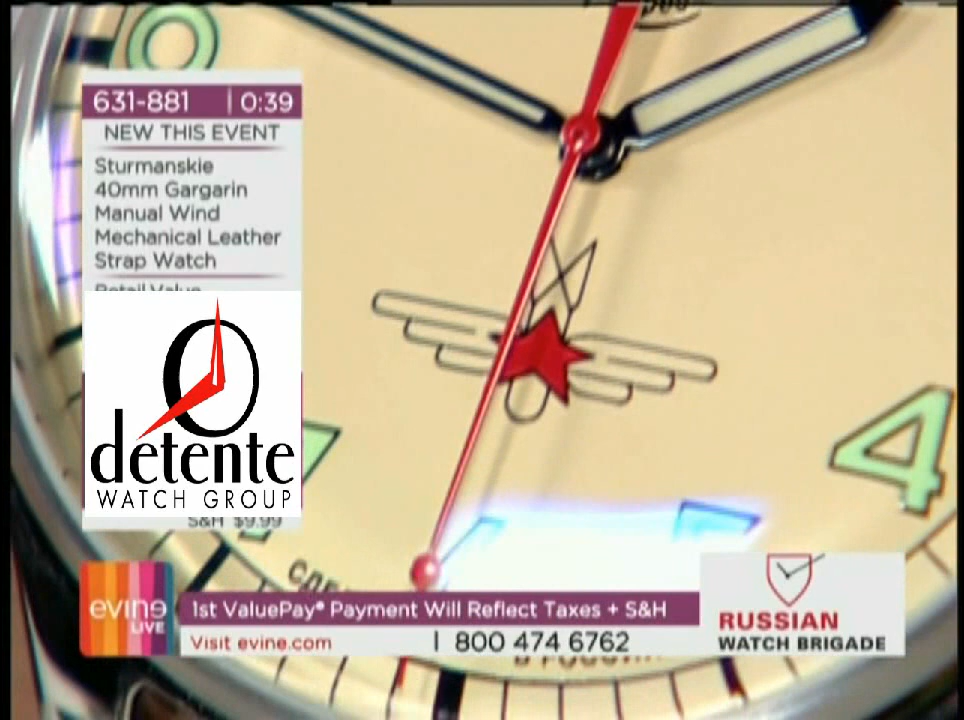 631-881 | 0:39
NEW THIS EVENT
Sturmanskie
40mm Gargarin
Manual Wind
Mechanical Leather
Strap Watch
Retail Value
detente
WATCH GROUP
S&H $9.99
4
evine
LIVE
1st ValuePay® Payment Will Reflect Taxes + S&H
Visit evine.com | 800 474 6762
RUSSIAN
WATCH BRIGADE